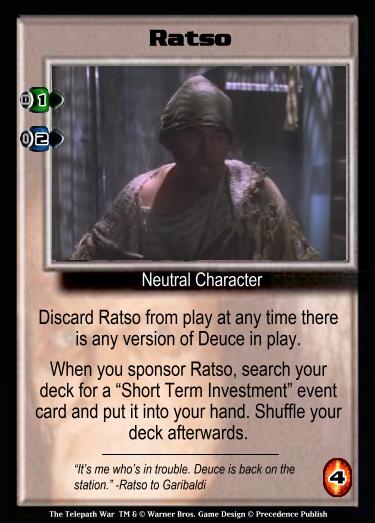 Ratso
1
2
Neutral Character
Discard Ratso from play at any time there
is any version of Deuce in play.
When you sponsor Ratso, search your
deck for a “Short Term Investment” event
card and put it into your hand. Shuffle your
deck afterwards.
“It's me who's in trouble. Deuce is back on the
station.” -Ratso to Garibaldi
4
The Telepath War TM & © Warner Bros. Game Design © Precedence Publish